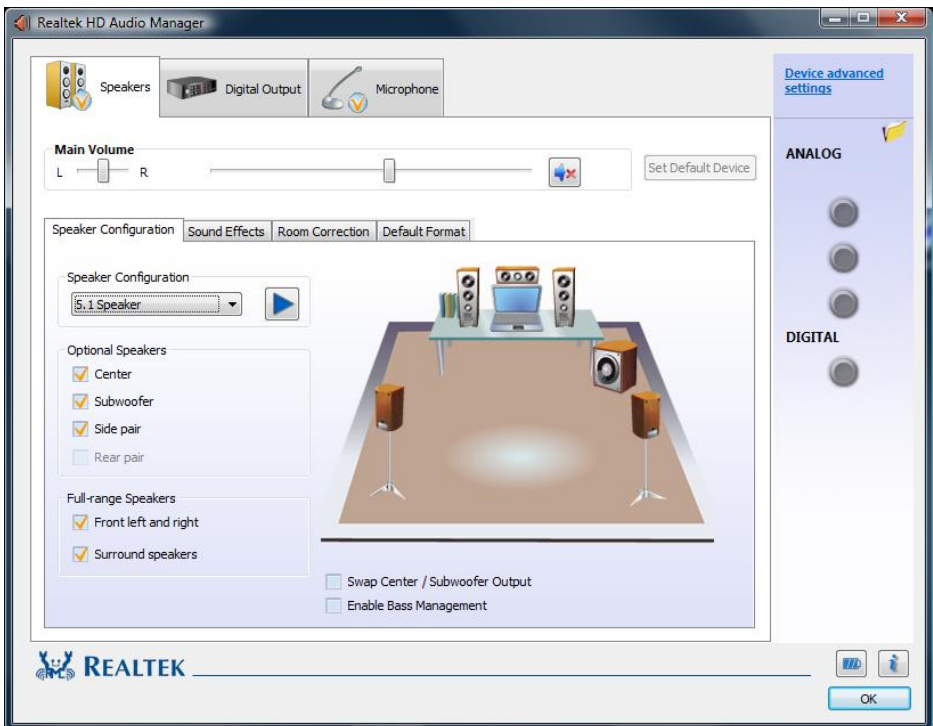 Realtek HD Audio Manager
Speakers
Digital Output
Microphone
Device advanced
settings
Main Volume
L
R
Set Default Device
ANALOG
Speaker Configuration
Sound Effects
Room Correction
Default Format
Speaker Configuration
5.1 Speaker
Optional Speakers
Center
Subwoofer
Side pair
Rear pair
Full-range Speakers
Front left and right
Surround speakers
Swap Center / Subwoofer Output
Enable Bass Management
DIGITAL
REALTEK
OK